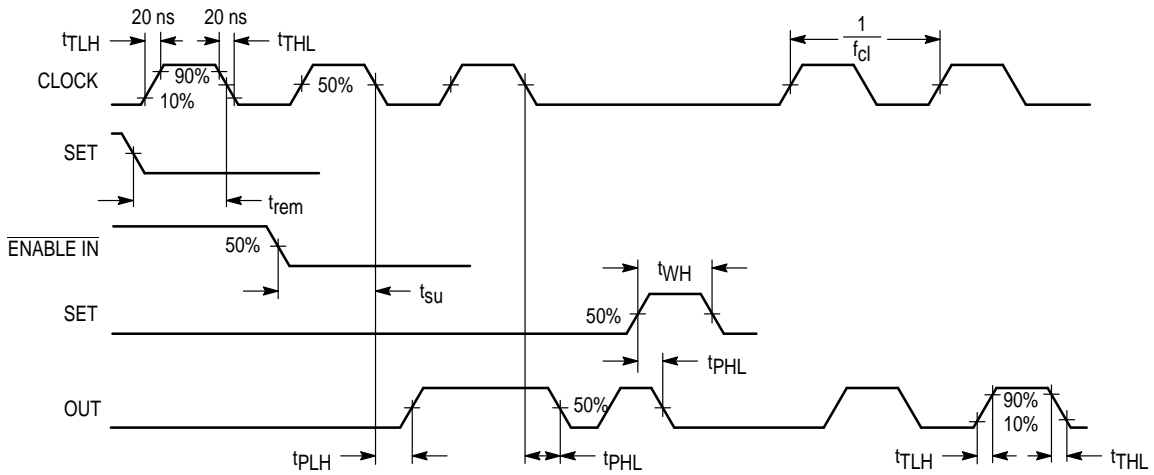 20 ns 20 ns
tTLH tTHL
1
fcl
CLOCK 90% 50%
10%
SET
trem
ENABLE IN 50%
tsu
tWH
SET 50%
tPHL
OUT 50% 90%
10%
tPLH tPHL tTLH tTHL